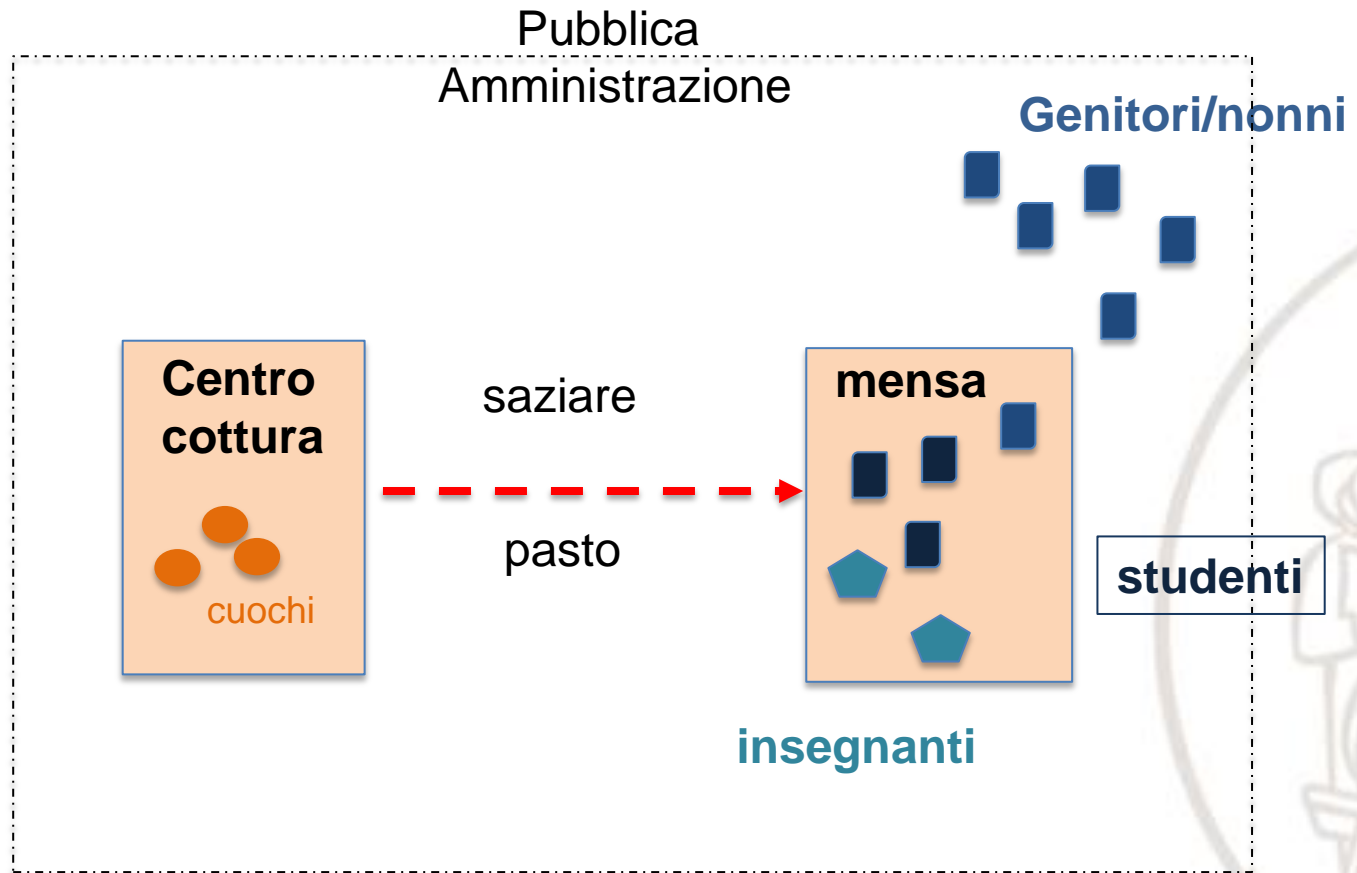 Pubblica
Amministrazione
Genitori/nonni
Centro
cottura
cuochi
saziare
pasto
mensa
studenti
insegnanti